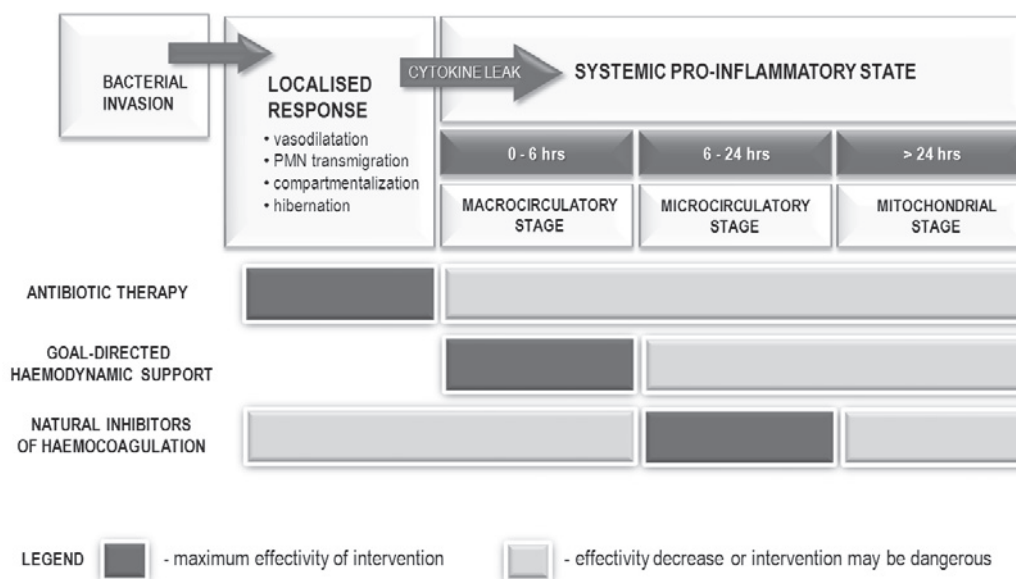 BACTERIAL
INVASION
LOCALISED
RESPONSE
• vasodilatation
• PMN transmigration
• compartmentalization
• hibernation
CYTOKINE LEAK
SYSTEMIC PRO-INFLAMMATORY STATE
0 - 6 hrs
6 - 24 hrs
> 24 hrs
MACROCIRCULATORY
STAGE
MICROCIRCULATORY
STAGE
MITOCHONDRIAL
STAGE
ANTIBIOTIC THERAPY
GOAL-DIRECTED
HAEMODYNAMIC SUPPORT
NATURAL INHIBITORS
OF HAEMOCOAGULATION
LEGEND
- maximum effectivity of intervention
- effectivity decrease or intervention may be dangerous